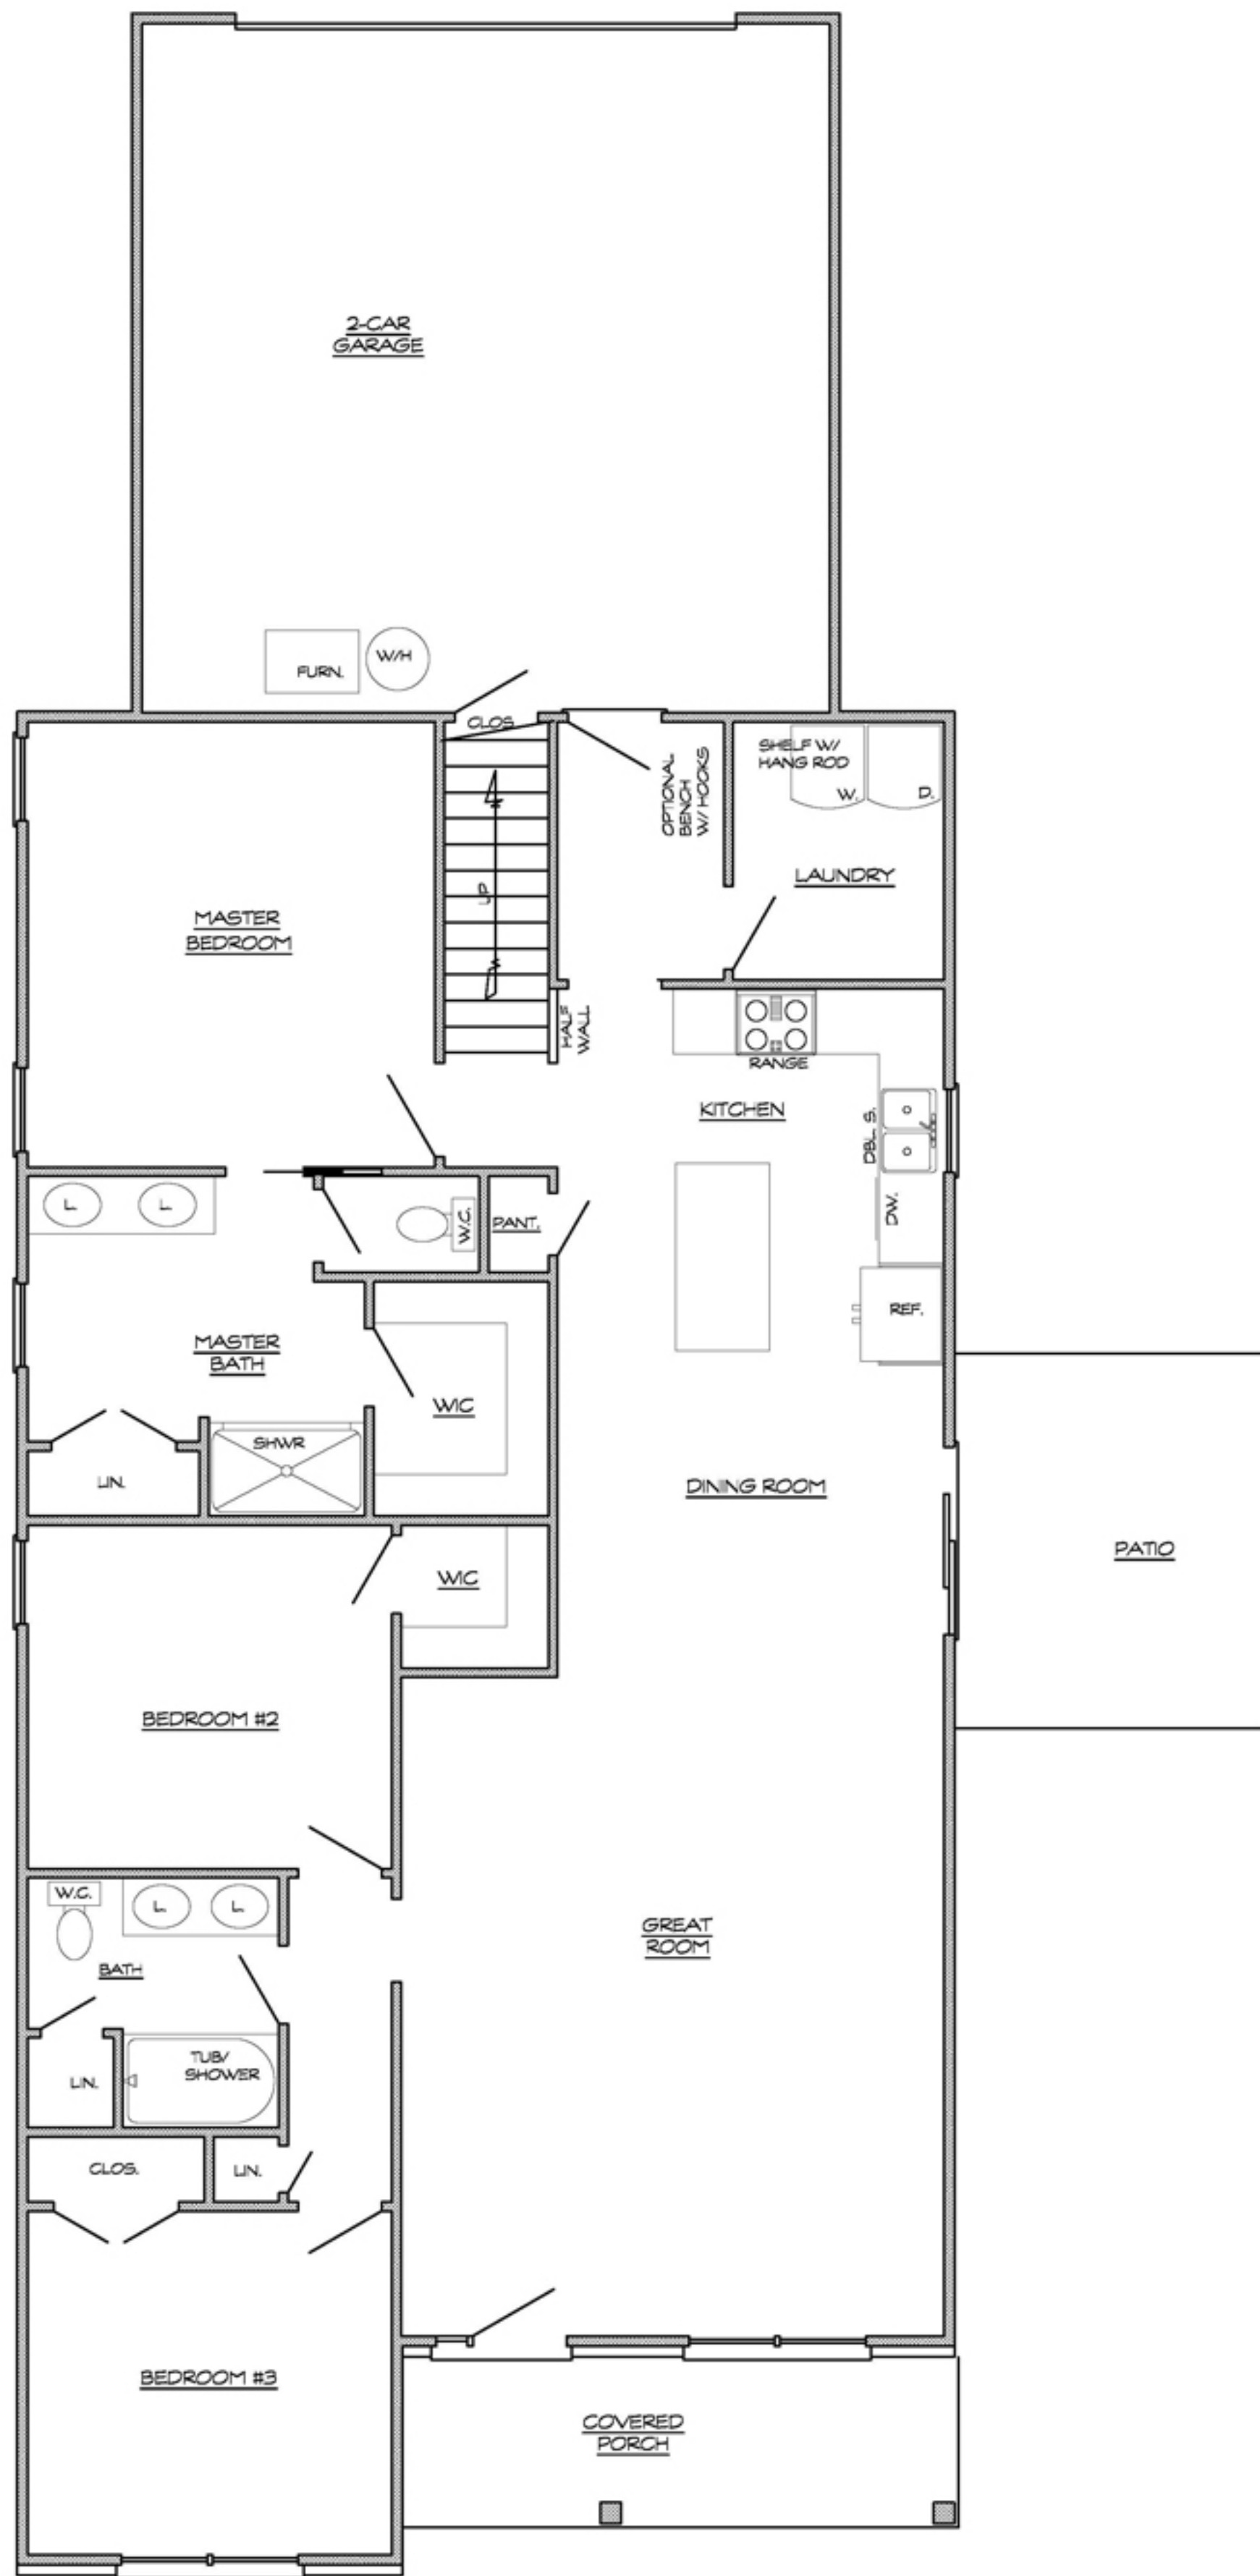 2-CAR
GARAGE
FURN.
W/H
CLOS.
OPTIONAL
BENCH
W/ HOOKS
SHELF W/
HANG ROD
W.
D.
LAUNDRY
UP
MASTER
BEDROOM
HALF
WALL
RANGE
KITCHEN
DBL. S.
DW.
REF.
L
L
W.C.
PANT.
MASTER
BATH
WIC
SHWR
LIN.
DINING ROOM
PATIO
WIC
BEDROOM #2
W.C.
L
L
BATH
GREAT
ROOM
TUB/
SHOWER
LIN.
CLOS.
LIN.
BEDROOM #3
COVERED
PORCH